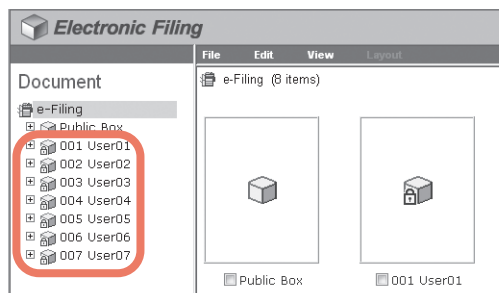 Electronic Filing
File Edit View Layout
Document
e-Filing (8 items)
e-Filing
Public Box
001 User01
002 User02
003 User03
004 User04
005 User05
006 User06
007 User07
Public Box
001 User01